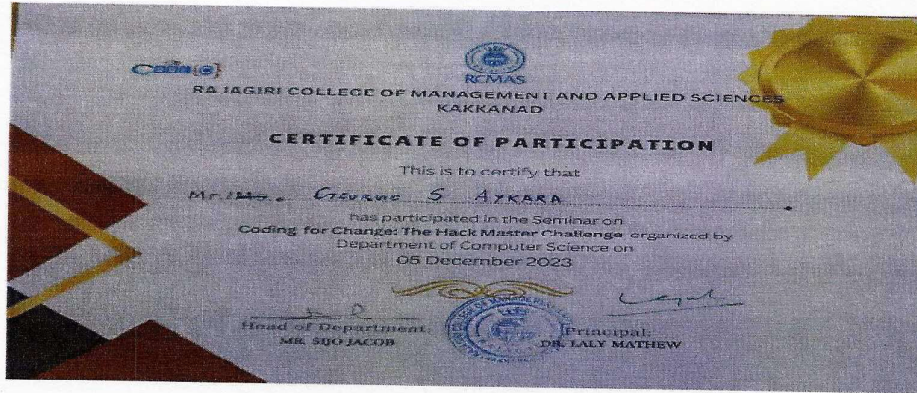 RCMAS
RAJAGIRI COLLEGE OF MANAGEMENT AND APPLIED SCIENCES
KAKKANAD
CERTIFICATE OF PARTICIPATION
This is to certify that
Mr. S AYKARA
has participated in the Seminar on
Coding for Change: The Hack Master Challenge organized by
Department of Computer Science on
05 December 2023
Head of Department: Principal:
MR. SIJO JACOB DR. LALY MATHEW